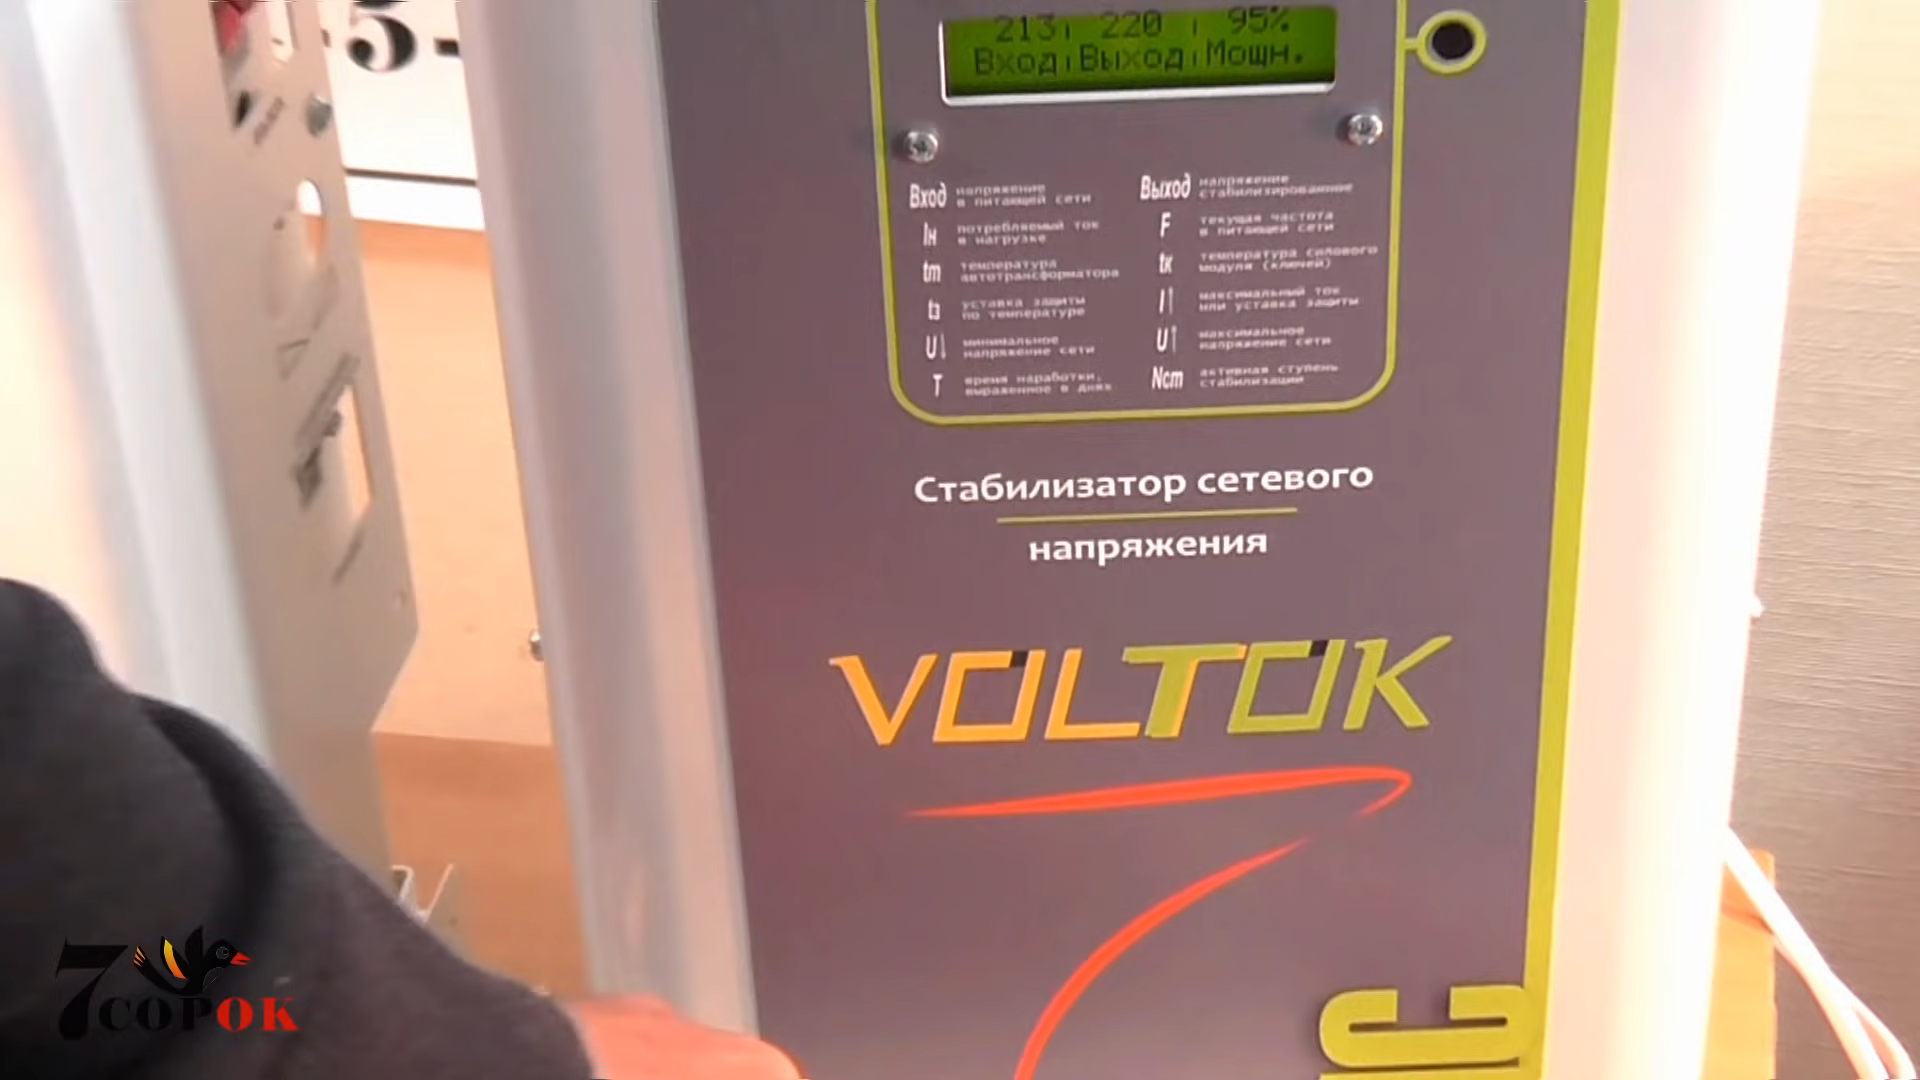 -5-
213¦ 220 ¦ 95%
Вход¦Выход¦Мощн.
Вход напряжение в питающей сети
Iн потребляемый ток в нагрузке
tт температура автотрансформатора
tз уставка защиты по температуре
U↓ минимальное напряжение сети
T время наработки, выраженное в днях
Выход напряжение стабилизированное
F текущая частота в питающей сети
tк температура силового модуля (ключей)
I↑ максимальный ток или уставка защиты
U↑ максимальное напряжение сети
Nст активная ступень стабилизации
Стабилизатор сетевого
напряжения
VOLTOK
7
СОРОК